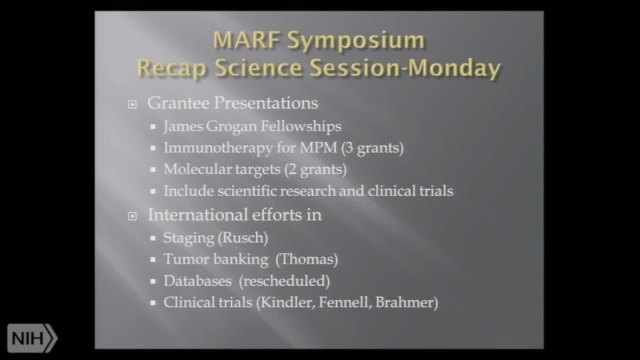 MARF Symposium
Recap Science Session-Monday
Grantee Presentations
James Grogan Fellowships
Immunotherapy for MPM (3 grants)
Molecular targets (2 grants)
Include scientific research and clinical trials
International efforts in
Staging (Rusch)
Tumor banking (Thomas)
Databases (rescheduled)
Clinical trials (Kindler, Fennell, Brahmer)
NIH